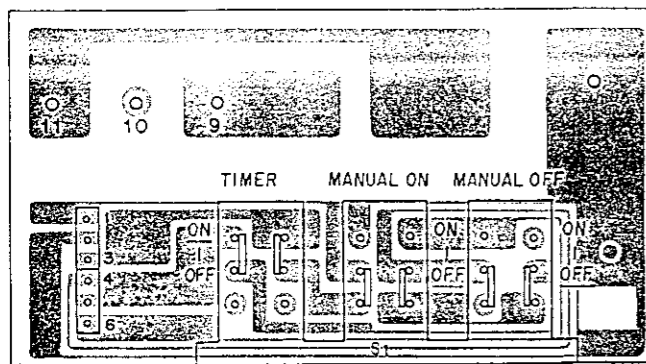 11 10 9
TIMER MANUAL ON MANUAL OFF
ON ON ON
3
4 OFF OFF OFF
6
S1